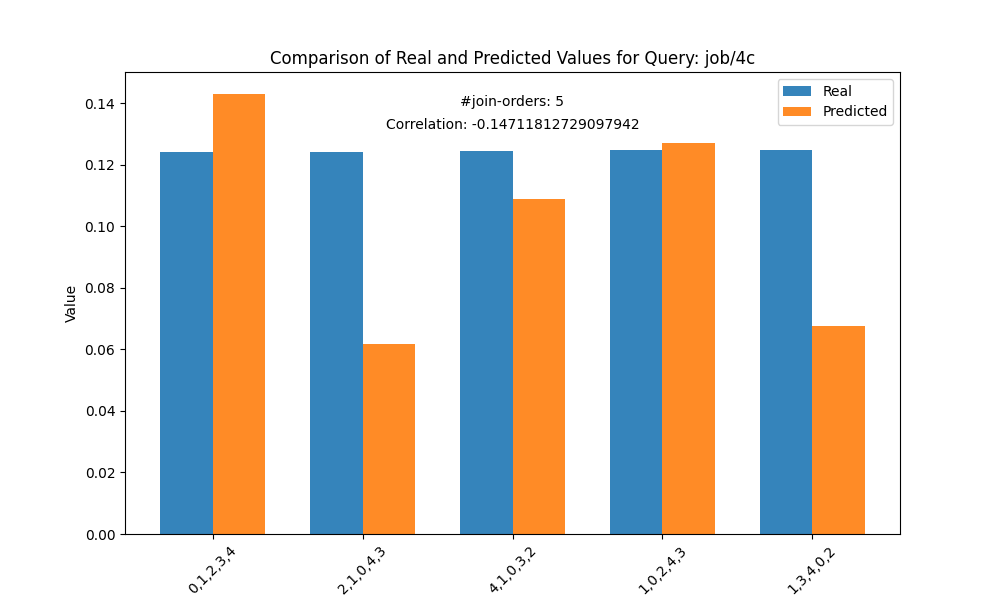 Comparison of Real and Predicted Values for Query: job/4c
#join-orders: 5
Correlation: -0.14711812729097942
Real
Predicted
Value
0.14
0.12
0.10
0.08
0.06
0.04
0.02
0.00
0,1,2,3,4
2,1,0,4,3
4,1,0,3,2
1,0,2,4,3
1,3,4,0,2